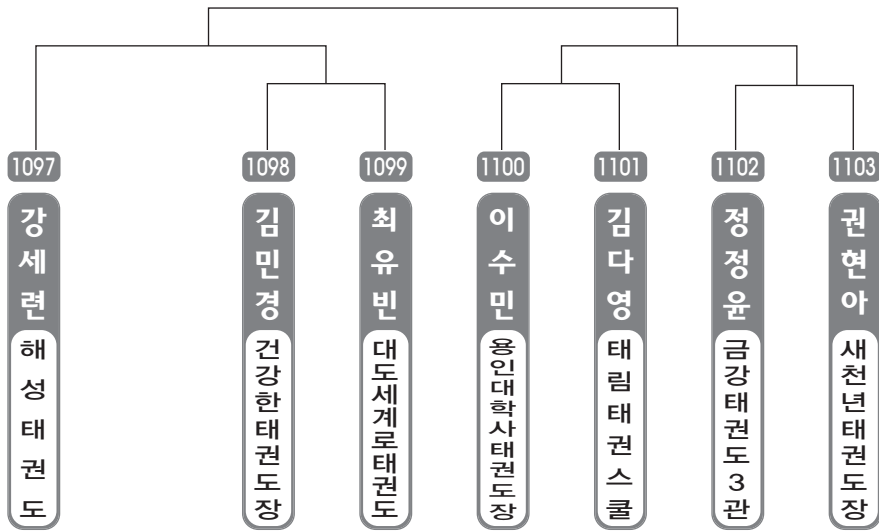 1097
1098
1099
1100
1101
1102
1103
강세련
김민경
최유빈
이수민
김다영
정정윤
권현아
해성태권도
건강한태권도장
대도세계로태권도
용인대학사태권도장
태림태권스쿨
금강태권도3관
새천년태권도장